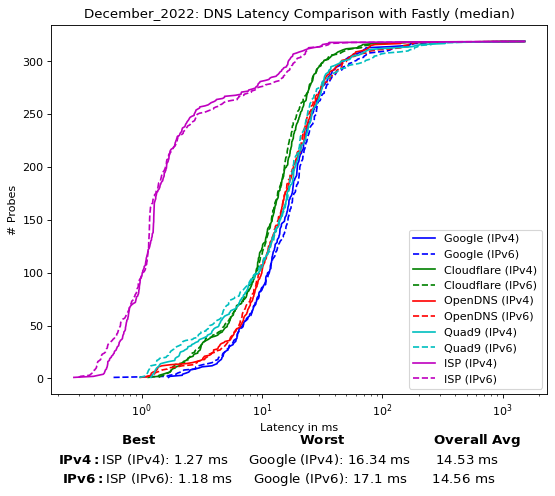 December_2022: DNS Latency Comparison with Fastly (median)
# Probes
300
250
200
150
100
50
0
Google (IPv4)
Google (IPv6)
Cloudflare (IPv4)
Cloudflare (IPv6)
OpenDNS (IPv4)
OpenDNS (IPv6)
Quad9 (IPv4)
Quad9 (IPv6)
ISP (IPv4)
ISP (IPv6)
10⁰ 10¹ 10² 10³
Latency in ms
Best Worst Overall Avg
IPv4: ISP (IPv4): 1.27 ms Google (IPv4): 16.34 ms 14.53 ms
IPv6: ISP (IPv6): 1.18 ms Google (IPv6): 17.1 ms 14.56 ms